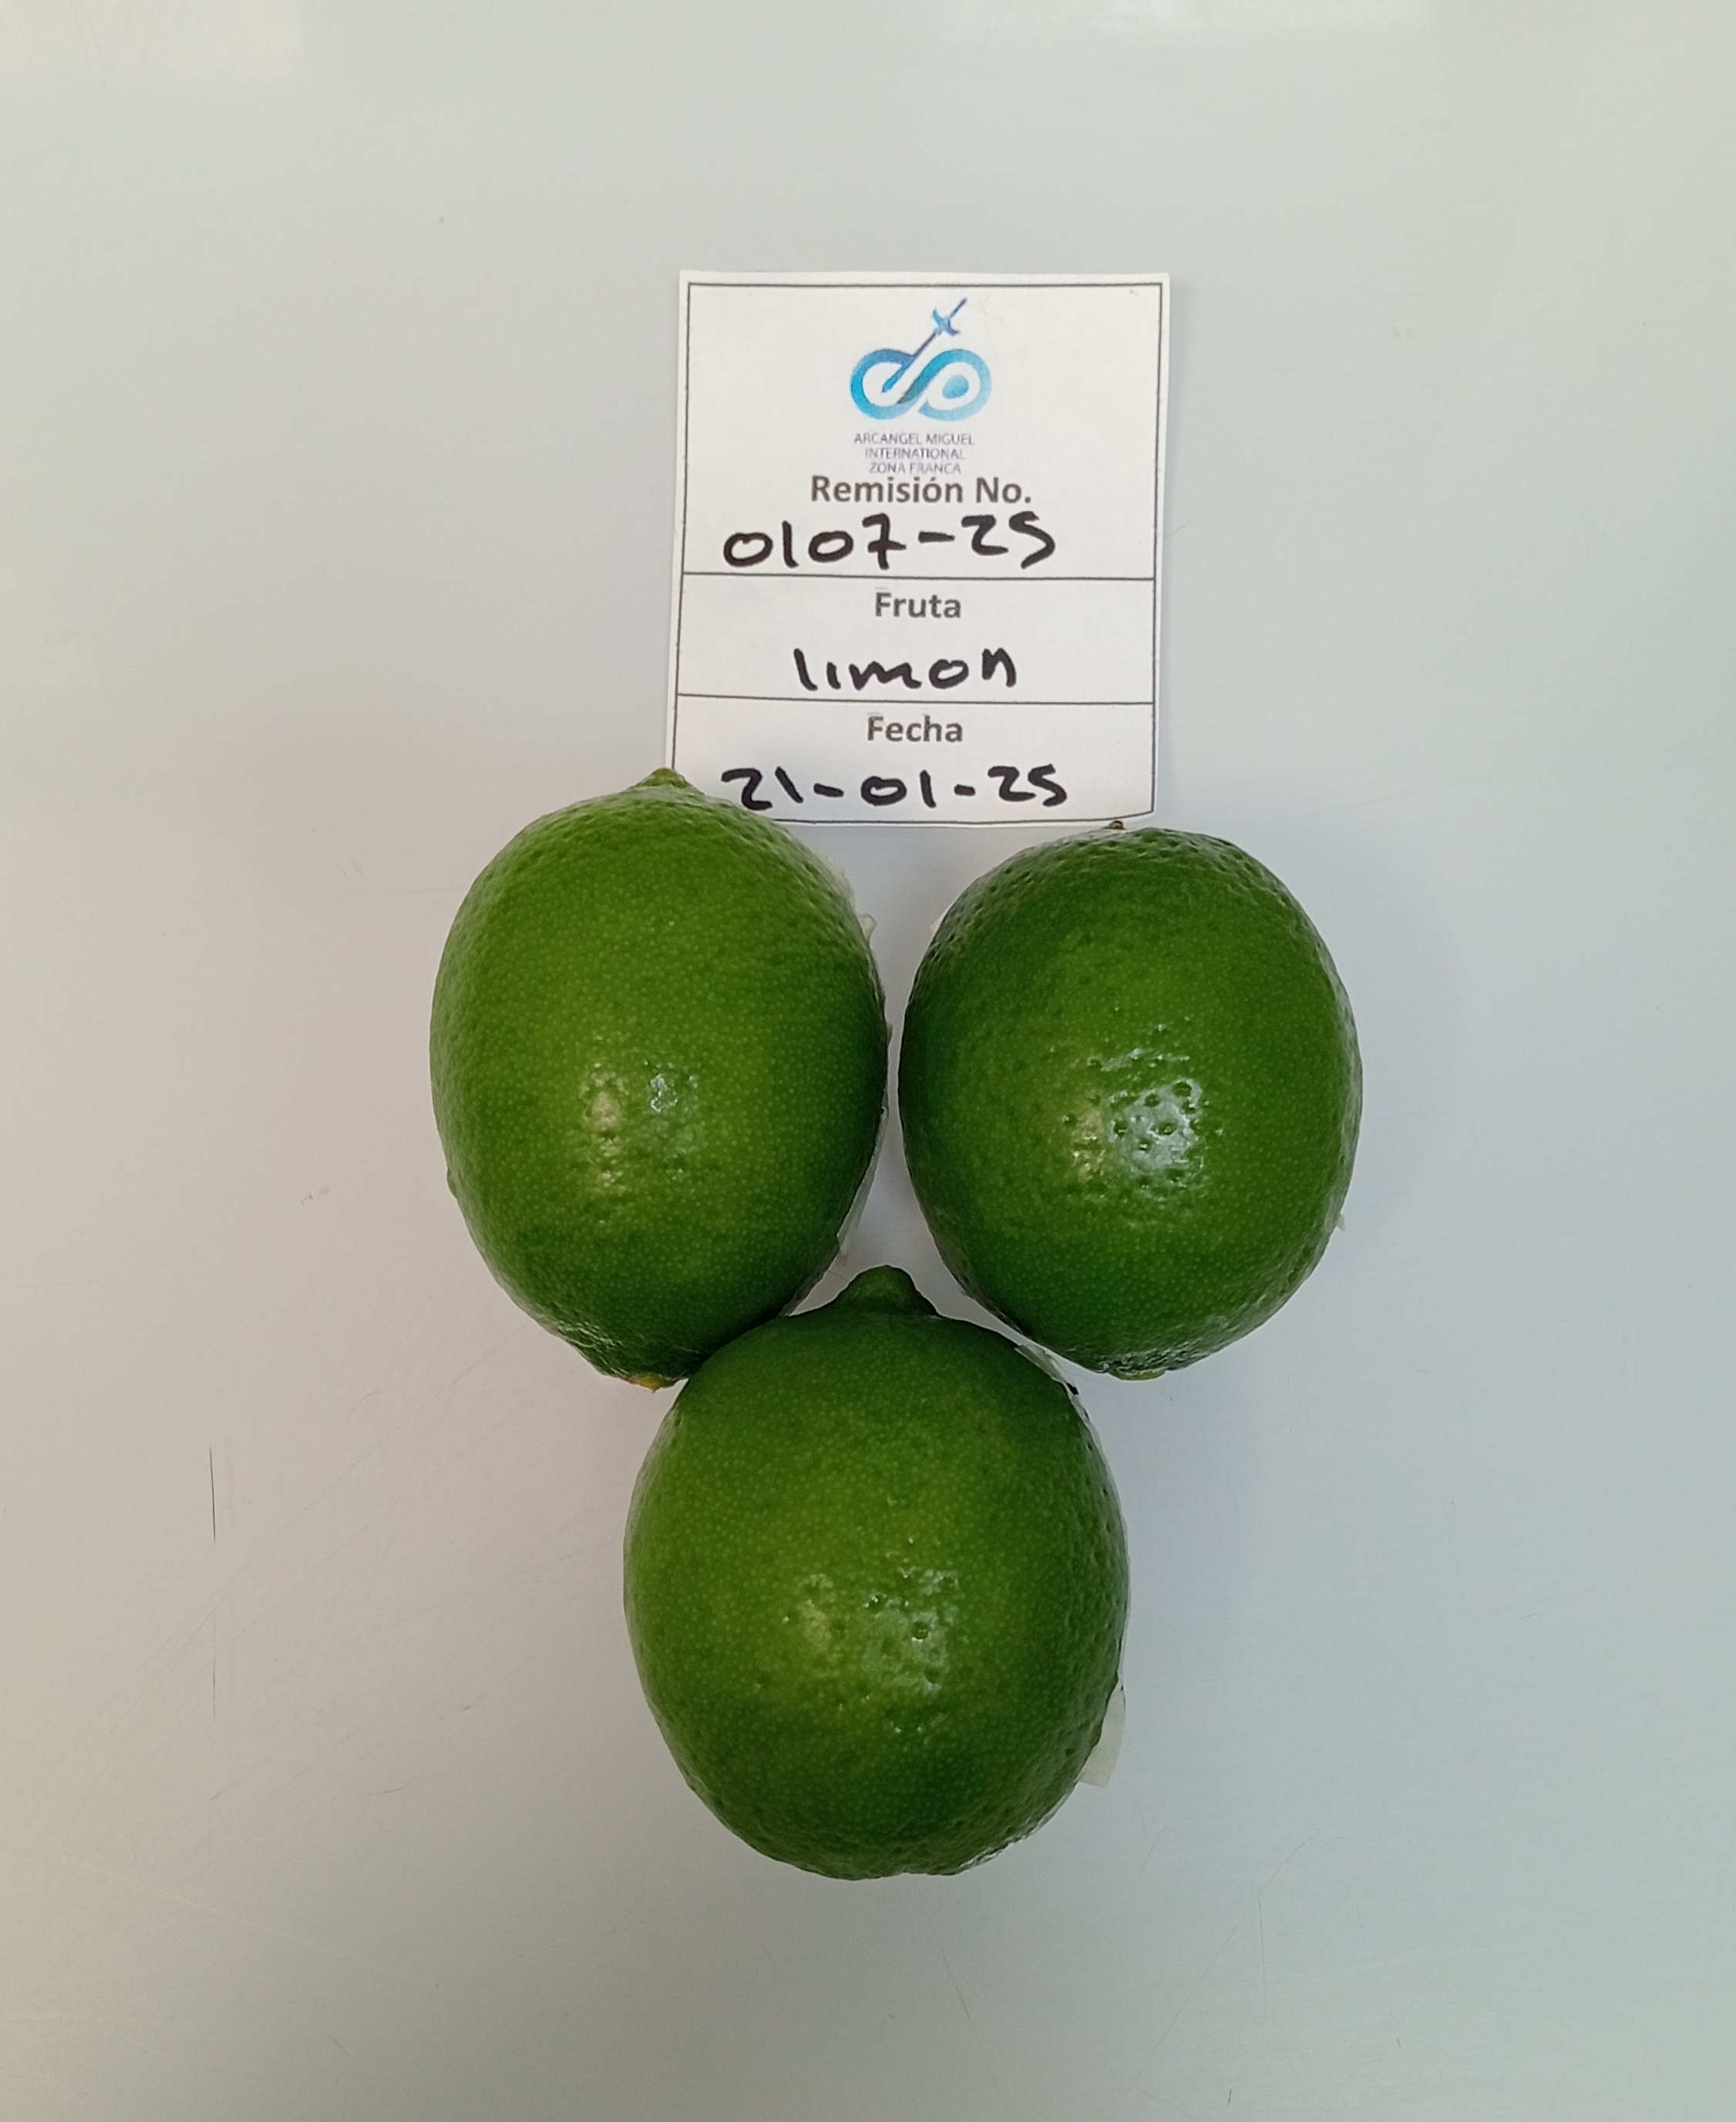 ARCANGEL MIGUEL
INTERNATIONAL
ZONA FRANCA
Remisión No.
0107-25
Fruta
limon
Fecha
21-01-25